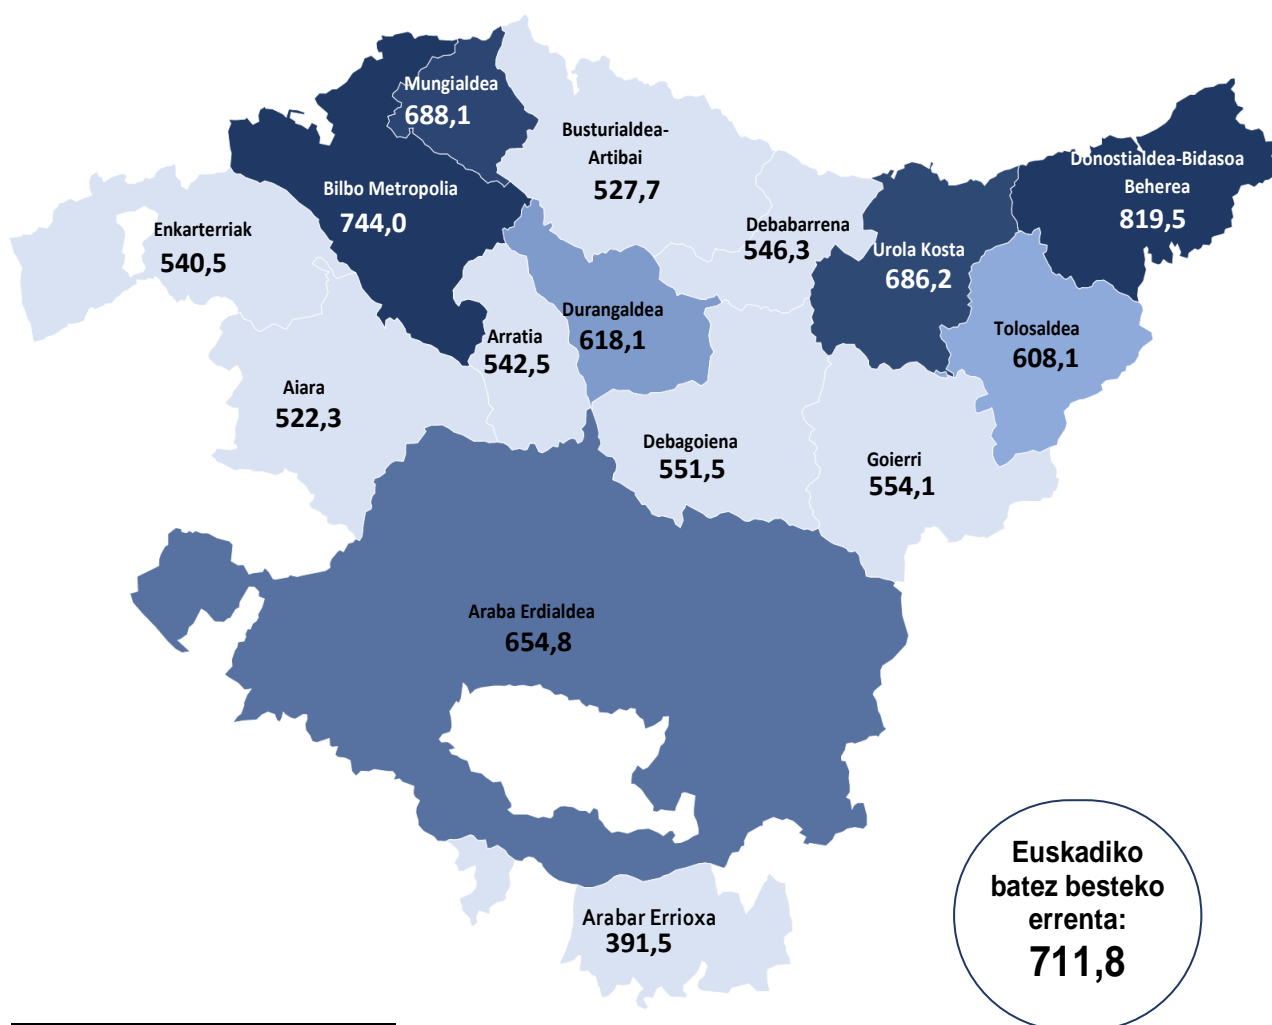 Mungialdea
688,1
Busturialdea-
Artibai
527,7
Donostialdea-Bidasoa
Beherea
819,5
Bilbo Metropolia
744,0
Enkarterriak
540,5
Debabarrena
546,3
Urola Kosta
686,2
Durangaldea
618,1
Tolosaldea
608,1
Arratia
542,5
Aiara
522,3
Debagoiena
551,5
Goierri
554,1
Araba Erdialdea
654,8
Arabar Errioxa
391,5
Euskadiko
batez besteko
errenta:
711,8